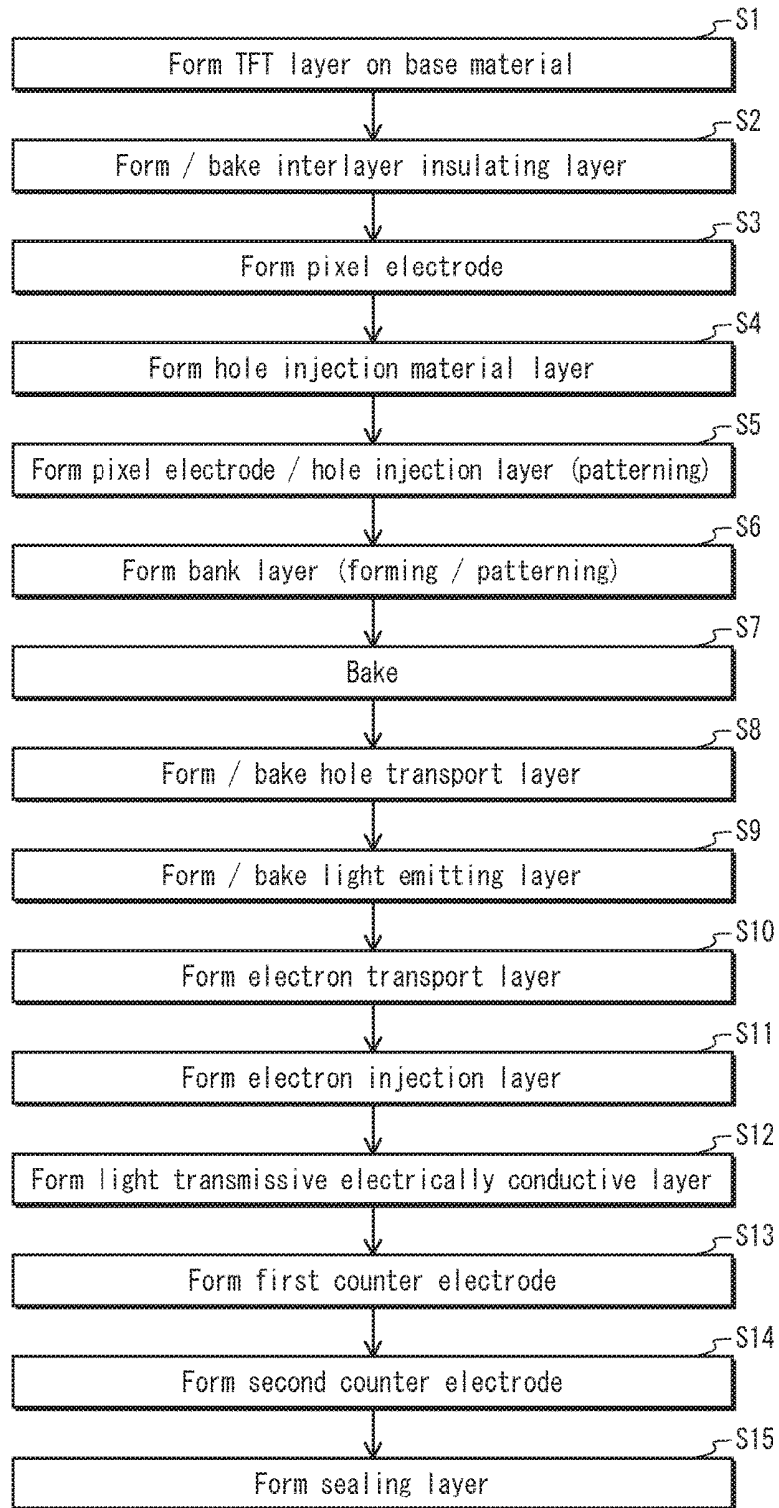 S1
Form TFT layer on base material
S2
Form / bake interlayer insulating layer
S3
Form pixel electrode
S4
Form hole injection material layer
S5
Form pixel electrode / hole injection layer (patterning)
S6
Form bank layer (forming / patterning)
S7
Bake
S8
Form / bake hole transport layer
S9
Form / bake light emitting layer
S10
Form electron transport layer
S11
Form electron injection layer
S12
Form light transmissive electrically conductive layer
S13
Form first counter electrode
S14
Form second counter electrode
S15
Form sealing layer